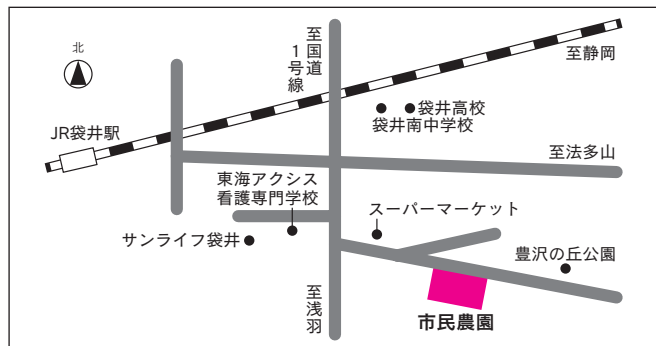 北
至国道
1号線
至静岡
JR袋井駅
袋井高校
袋井南中学校
至法多山
東海アクシス
看護専門学校
スーパーマーケット
サンライフ袋井
豊沢の丘公園
至浅羽
市民農園